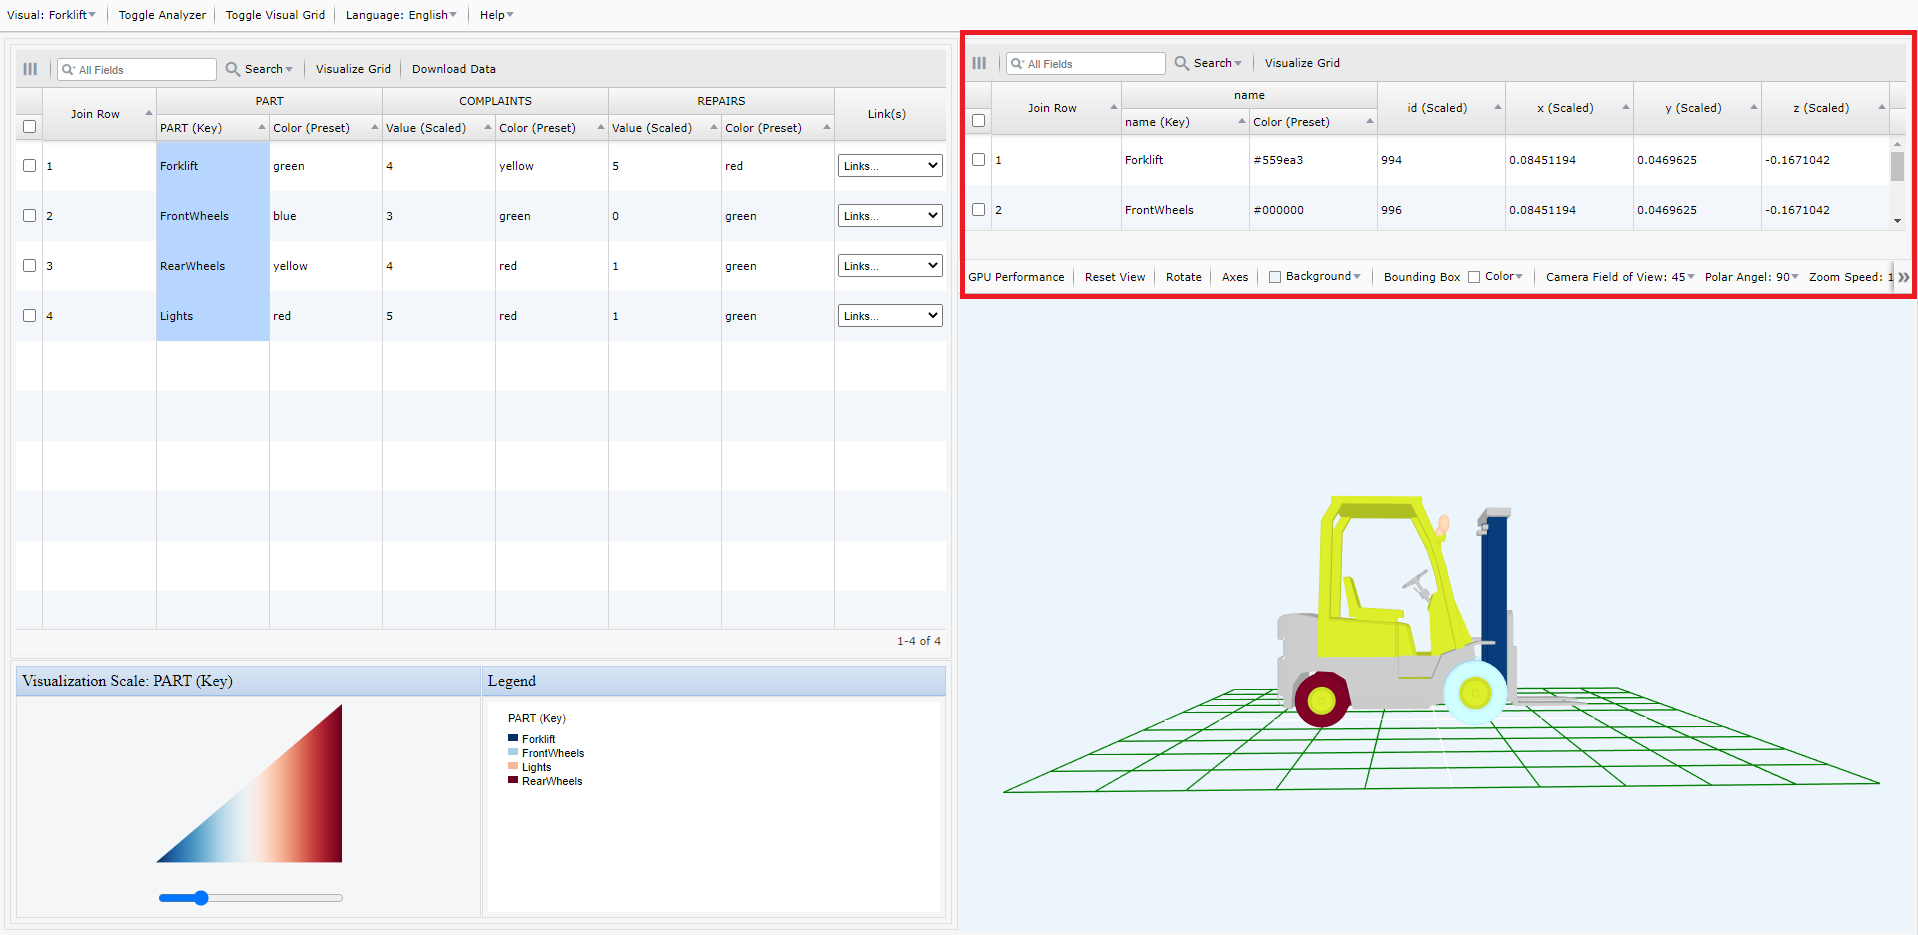 Visual: Forklift Toggle Analyzer Toggle Visual Grid Language: English Help
All Fields Search Visualize Grid Download Data
Join Row PART COMPLAINTS REPAIRS Link(s)
PART (Key) Color (Preset) Value (Scaled) Color (Preset) Value (Scaled) Color (Preset)
1 Forklift green 4 yellow 5 red Links...
2 FrontWheels blue 3 green 0 green Links...
3 RearWheels yellow 4 red 1 green Links...
4 Lights red 5 red 1 green Links...
1-4 of 4
Visualization Scale: PART (Key)
Legend
PART (Key)
Forklift
FrontWheels
Lights
RearWheels
All Fields Search Visualize Grid
Join Row name id (Scaled) x (Scaled) y (Scaled) z (Scaled)
name (Key) Color (Preset)
1 Forklift #559ea3 994 0.08451194 0.0469625 -0.1671042
2 FrontWheels #000000 996 0.08451194 0.0469625 -0.1671042
GPU Performance Reset View Rotate Axes Background Bounding Box Color Camera Field of View: 45 Polar Angel: 90 Zoom Speed: 1